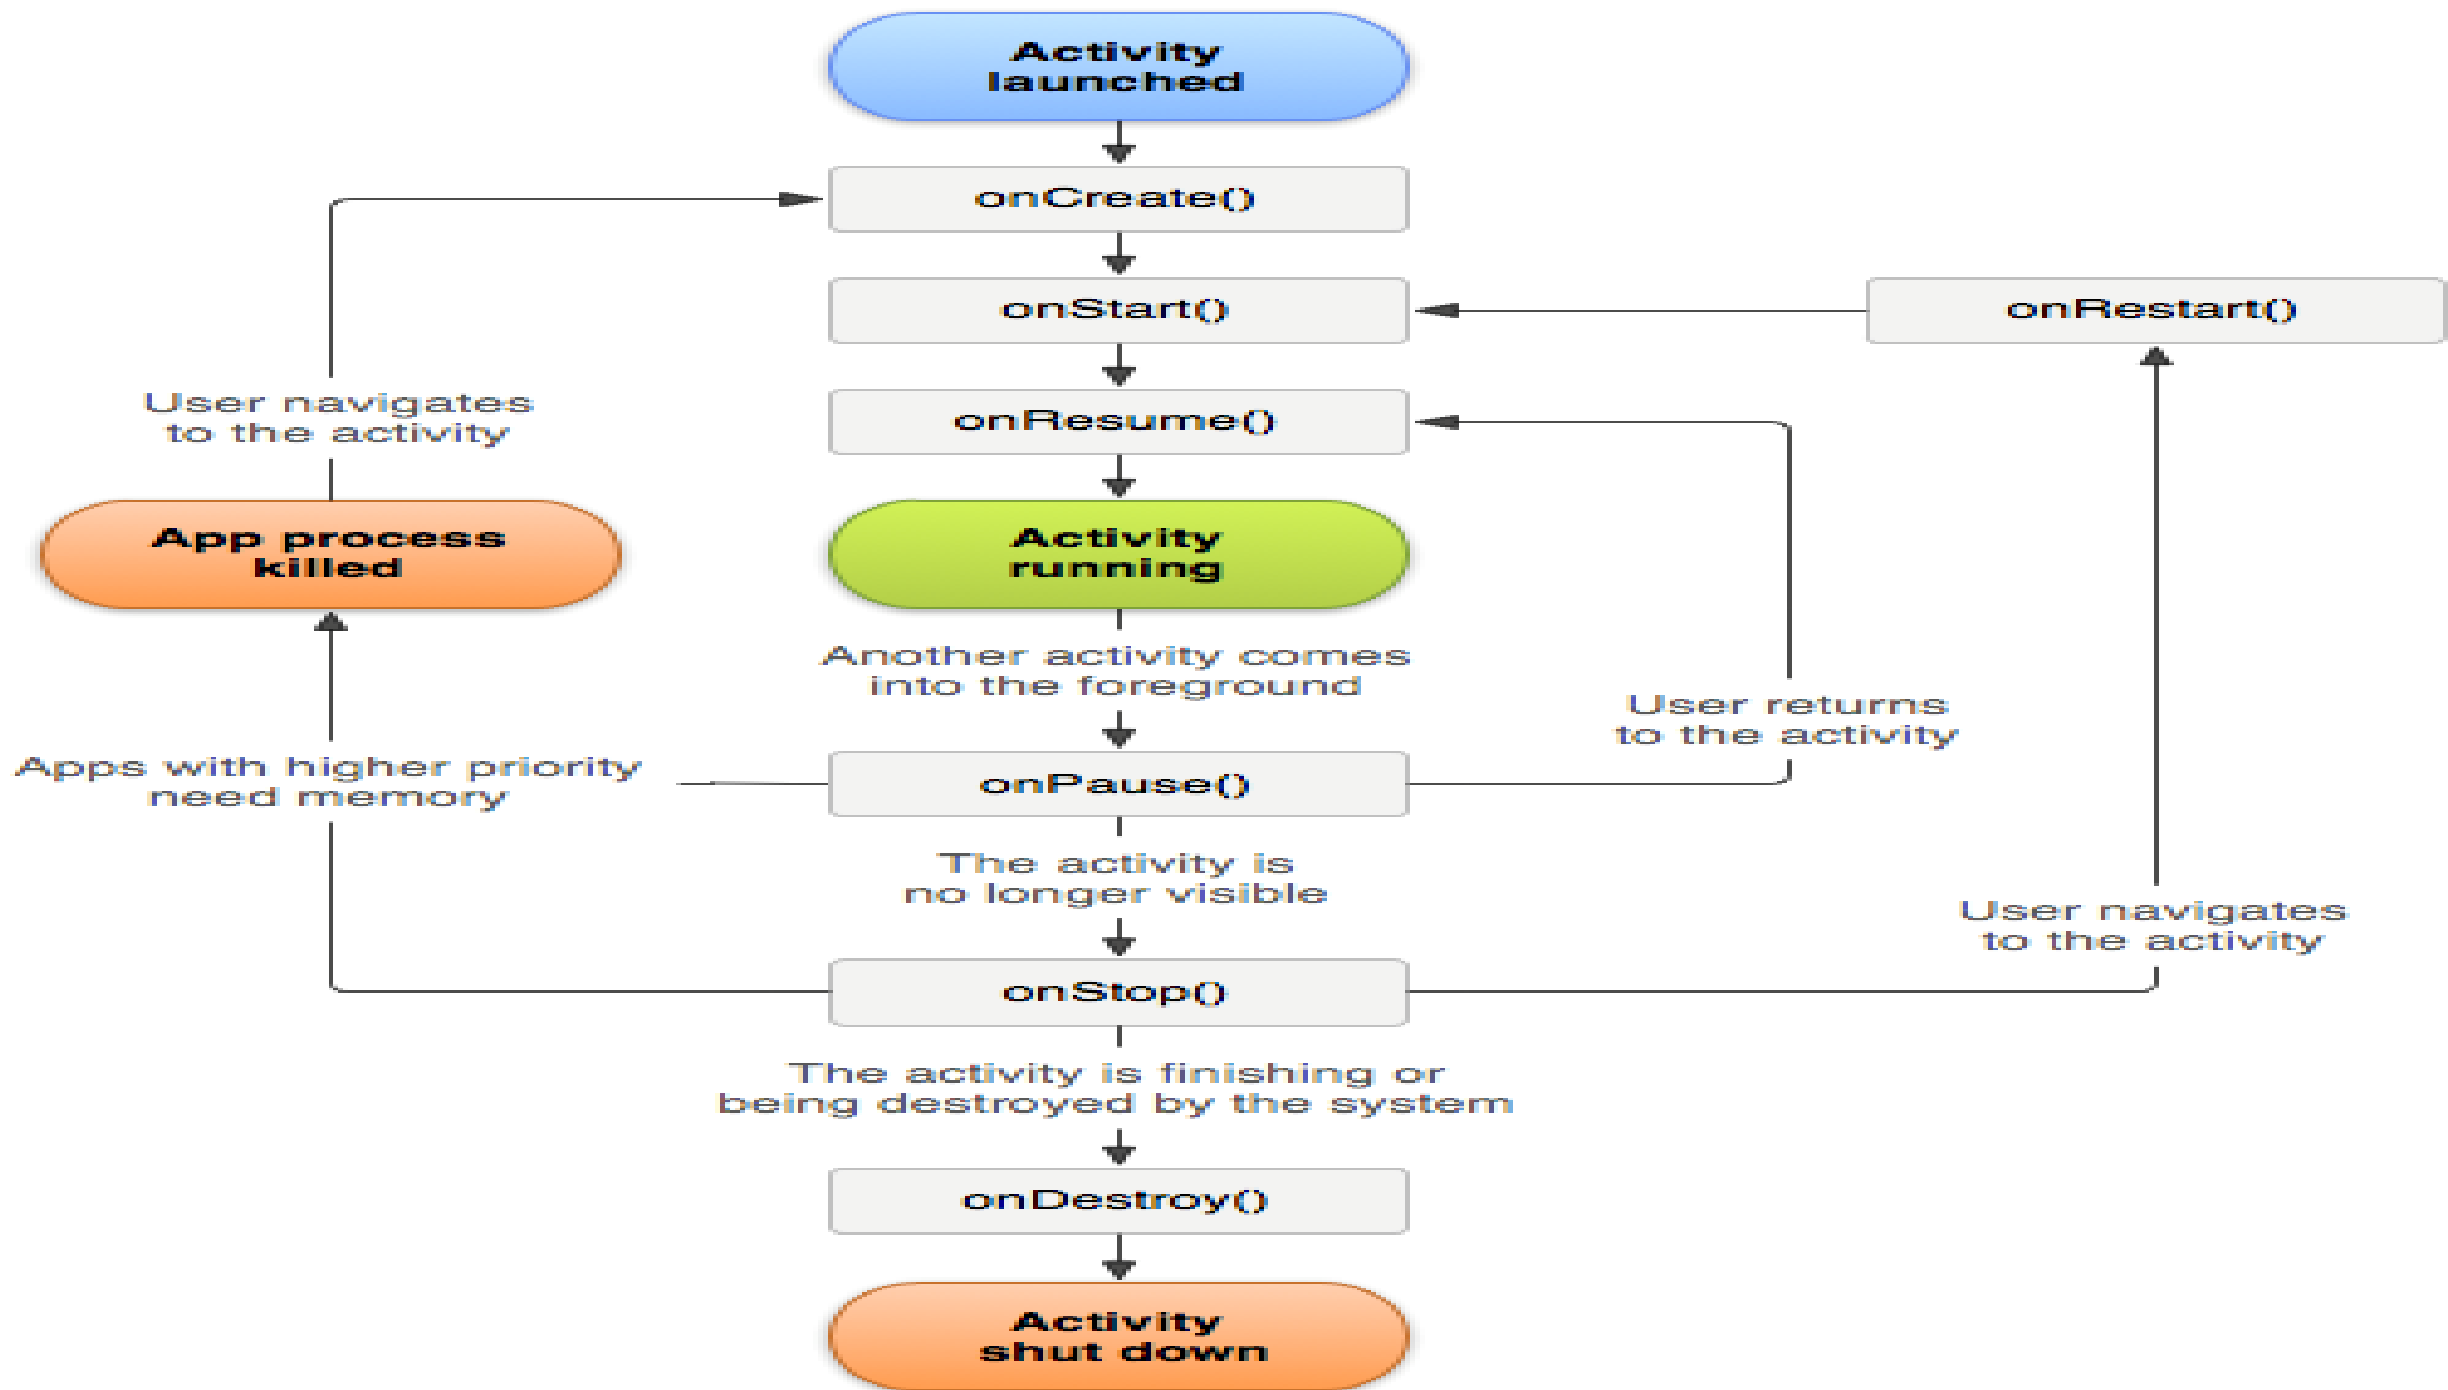 Activity
launched
onCreate()
onStart()
onRestart()
onResume()
User navigates
to the activity
App process
killed
Activity
running
Another activity comes
into the foreground
User returns
to the activity
Apps with higher priority
need memory
onPause()
The activity is
no longer visible
User navigates
to the activity
onStop()
The activity is finishing or
being destroyed by the system
onDestroy()
Activity
shut down